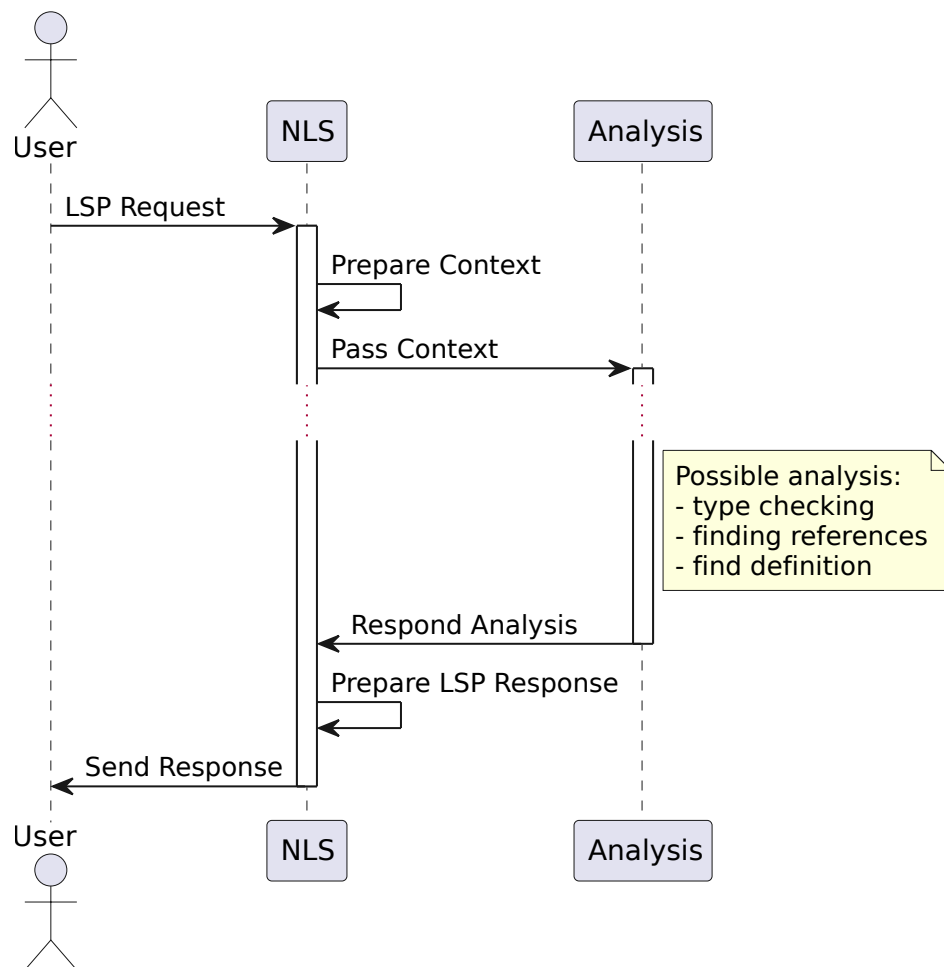 User
NLS
Analysis
LSP Request
Prepare Context
Pass Context
Possible analysis:
- type checking
- finding references
- find definition
Respond Analysis
Prepare LSP Response
Send Response
User
NLS
Analysis